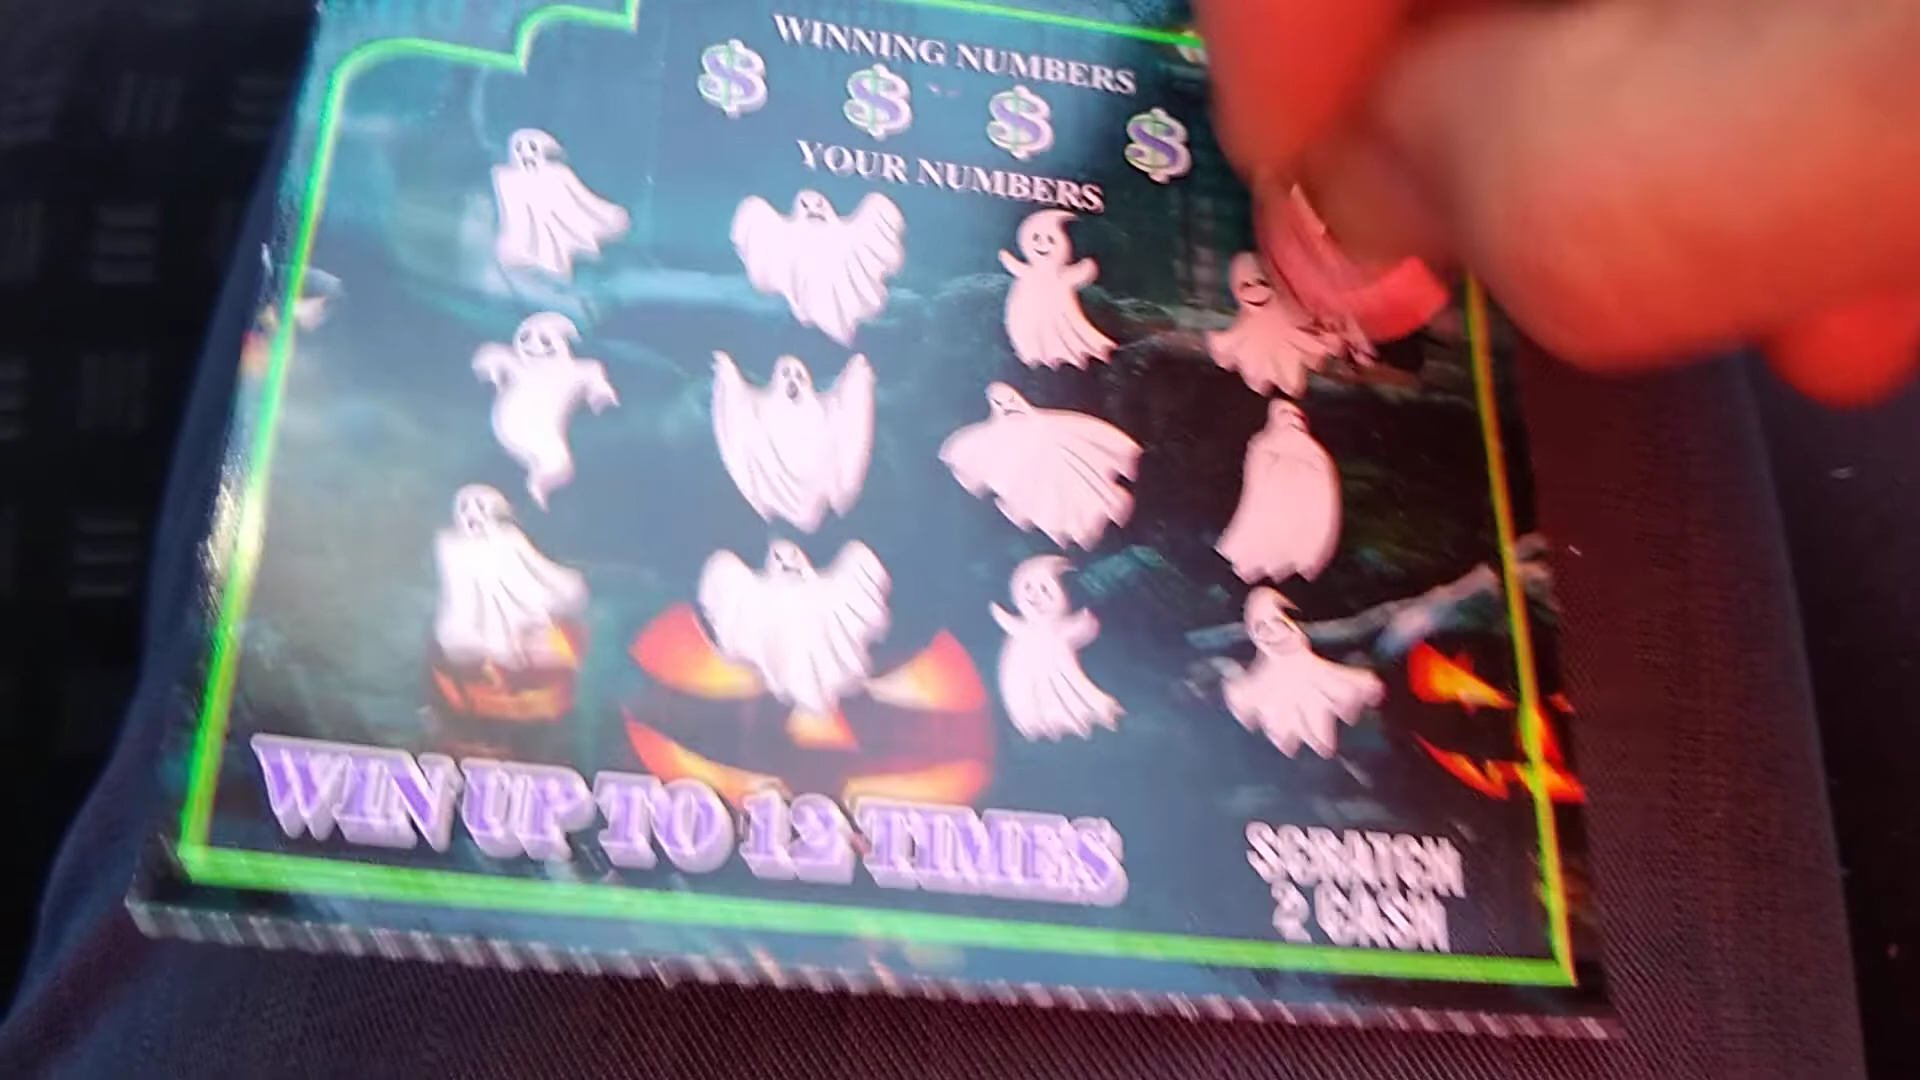 WINNING NUMBERS
$ $ $ $
YOUR NUMBERS
WIN UP TO 12 TIMES
SCRATCH
2 CASH